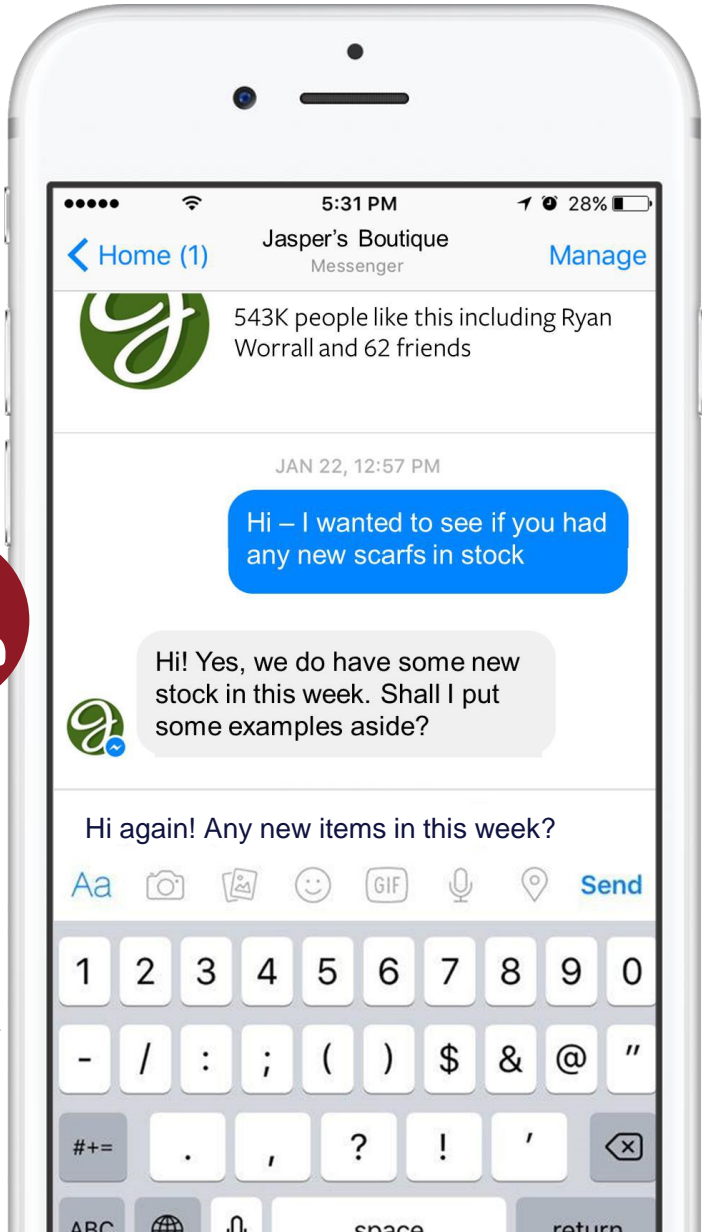 5:31 PM
28%
Home (1)
Jasper's Boutique
Manage
Messenger
543K people like this including Ryan
Worrall and 62 friends
JAN 22, 12:57 PM
Hi – I wanted to see if you had
any new scarfs in stock
Hi! Yes, we do have some new
stock in this week. Shall I put
some examples aside?
Hi again! Any new items in this week?
Aa GIF Send
1 2 3 4 5 6 7 8 9 0
- / : ; ( ) $ & @ "
#+= . , ? ! '
ABC space return